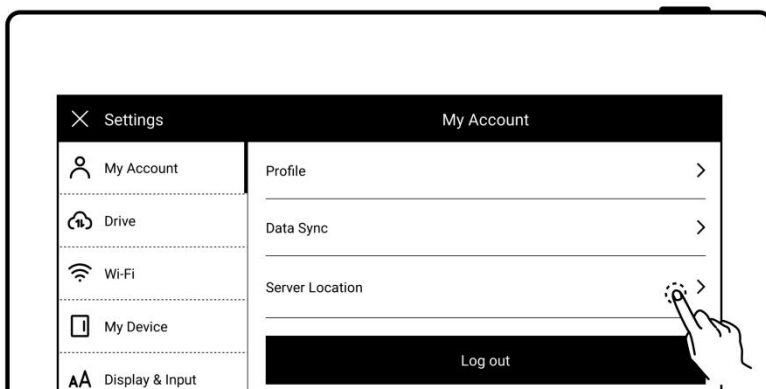 Settings
My Account
My Account
Drive
Wi-Fi
My Device
AA Display & Input
Profile
Data Sync
Server Location
Log out